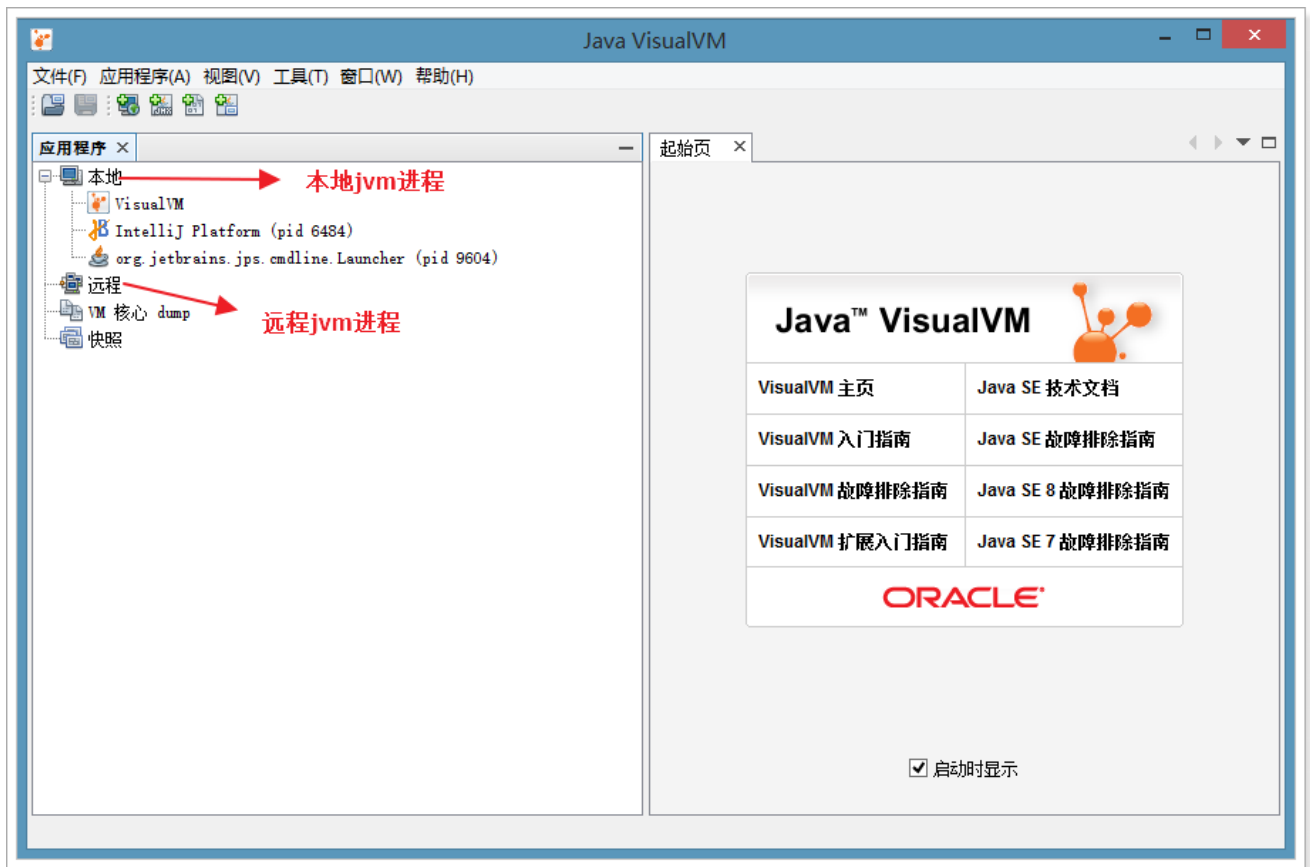 Java VisualVM
文件(F) 应用程序(A) 视图(V) 工具(T) 窗口(W) 帮助(H)
应用程序
起始页
本地
本地jvm进程
VisualVM
IntelliJ Platform (pid 6484)
org.jetbrains.jps.cmdline.Launcher (pid 9604)
远程
远程jvm进程
VM 核心 dump
快照
Java™ VisualVM
VisualVM 主页
Java SE 技术文档
VisualVM 入门指南
Java SE 故障排除指南
VisualVM 故障排除指南
Java SE 8 故障排除指南
VisualVM 扩展入门指南
Java SE 7 故障排除指南
ORACLE
启动时显示